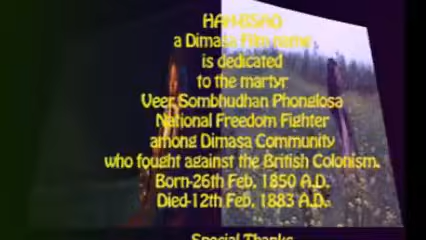 a Dimasa Film name
is dedicated
to the martyr
Veer Sombhudhan Phonglosa
National Freedom Fighter
among Dimasa Community
who fought against the British Colonism.
Born-26th Feb, 1850 A.D.
Died-12th Feb, 1883 A.D.
Special Thanks